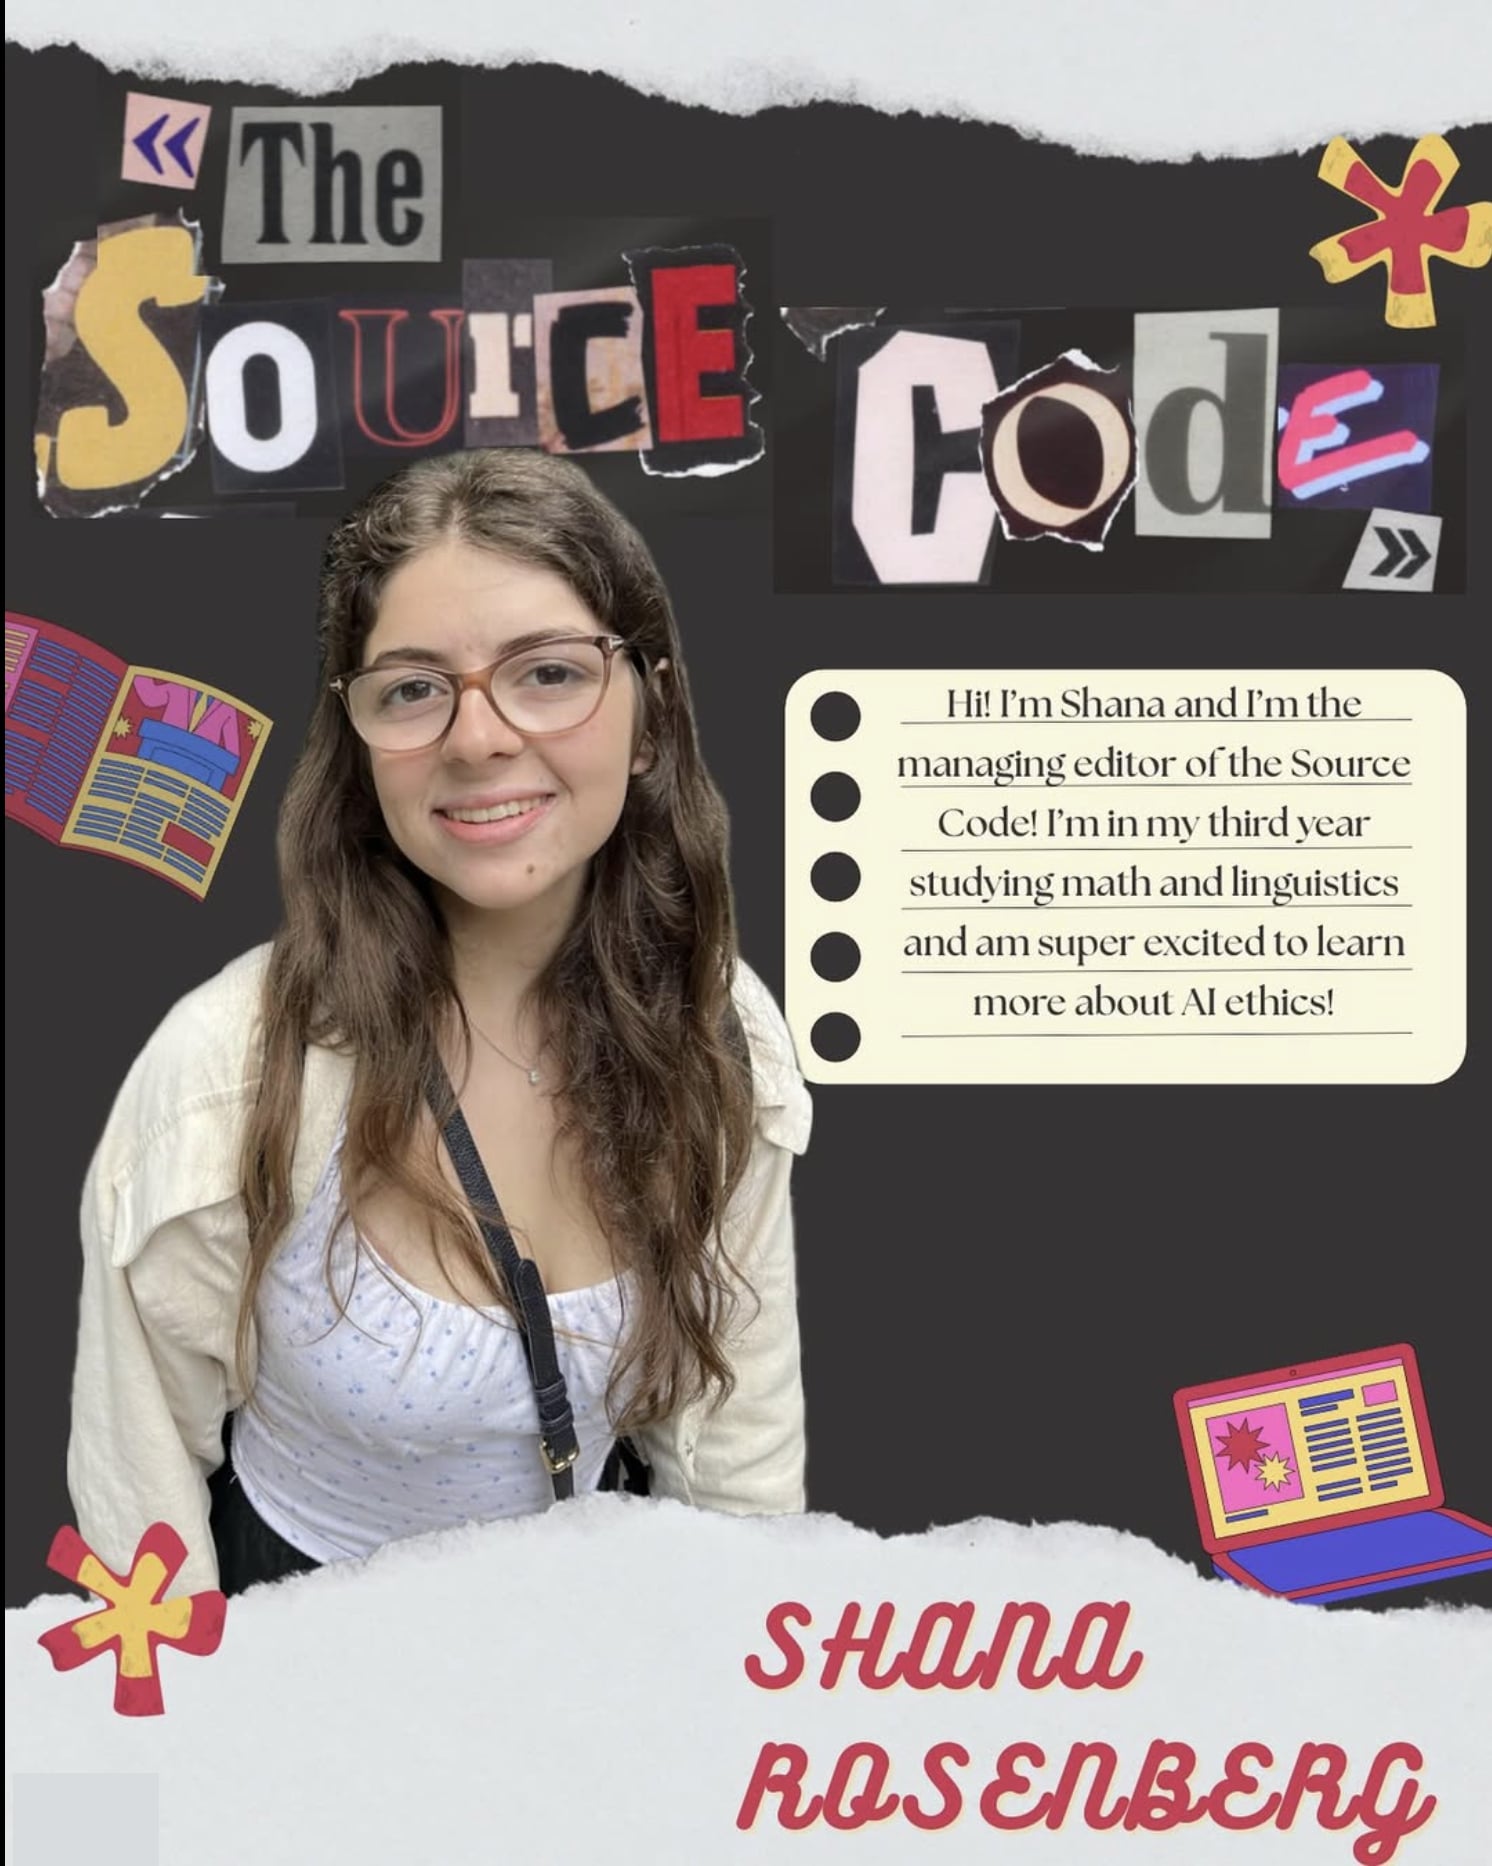 << The
SourcE
CodE
>>
Hi! I'm Shana and I'm the
managing editor of the Source
Code! I'm in my third year
studying math and linguistics
and am super excited to learn
more about AI ethics!
SHANA
ROSENBERG